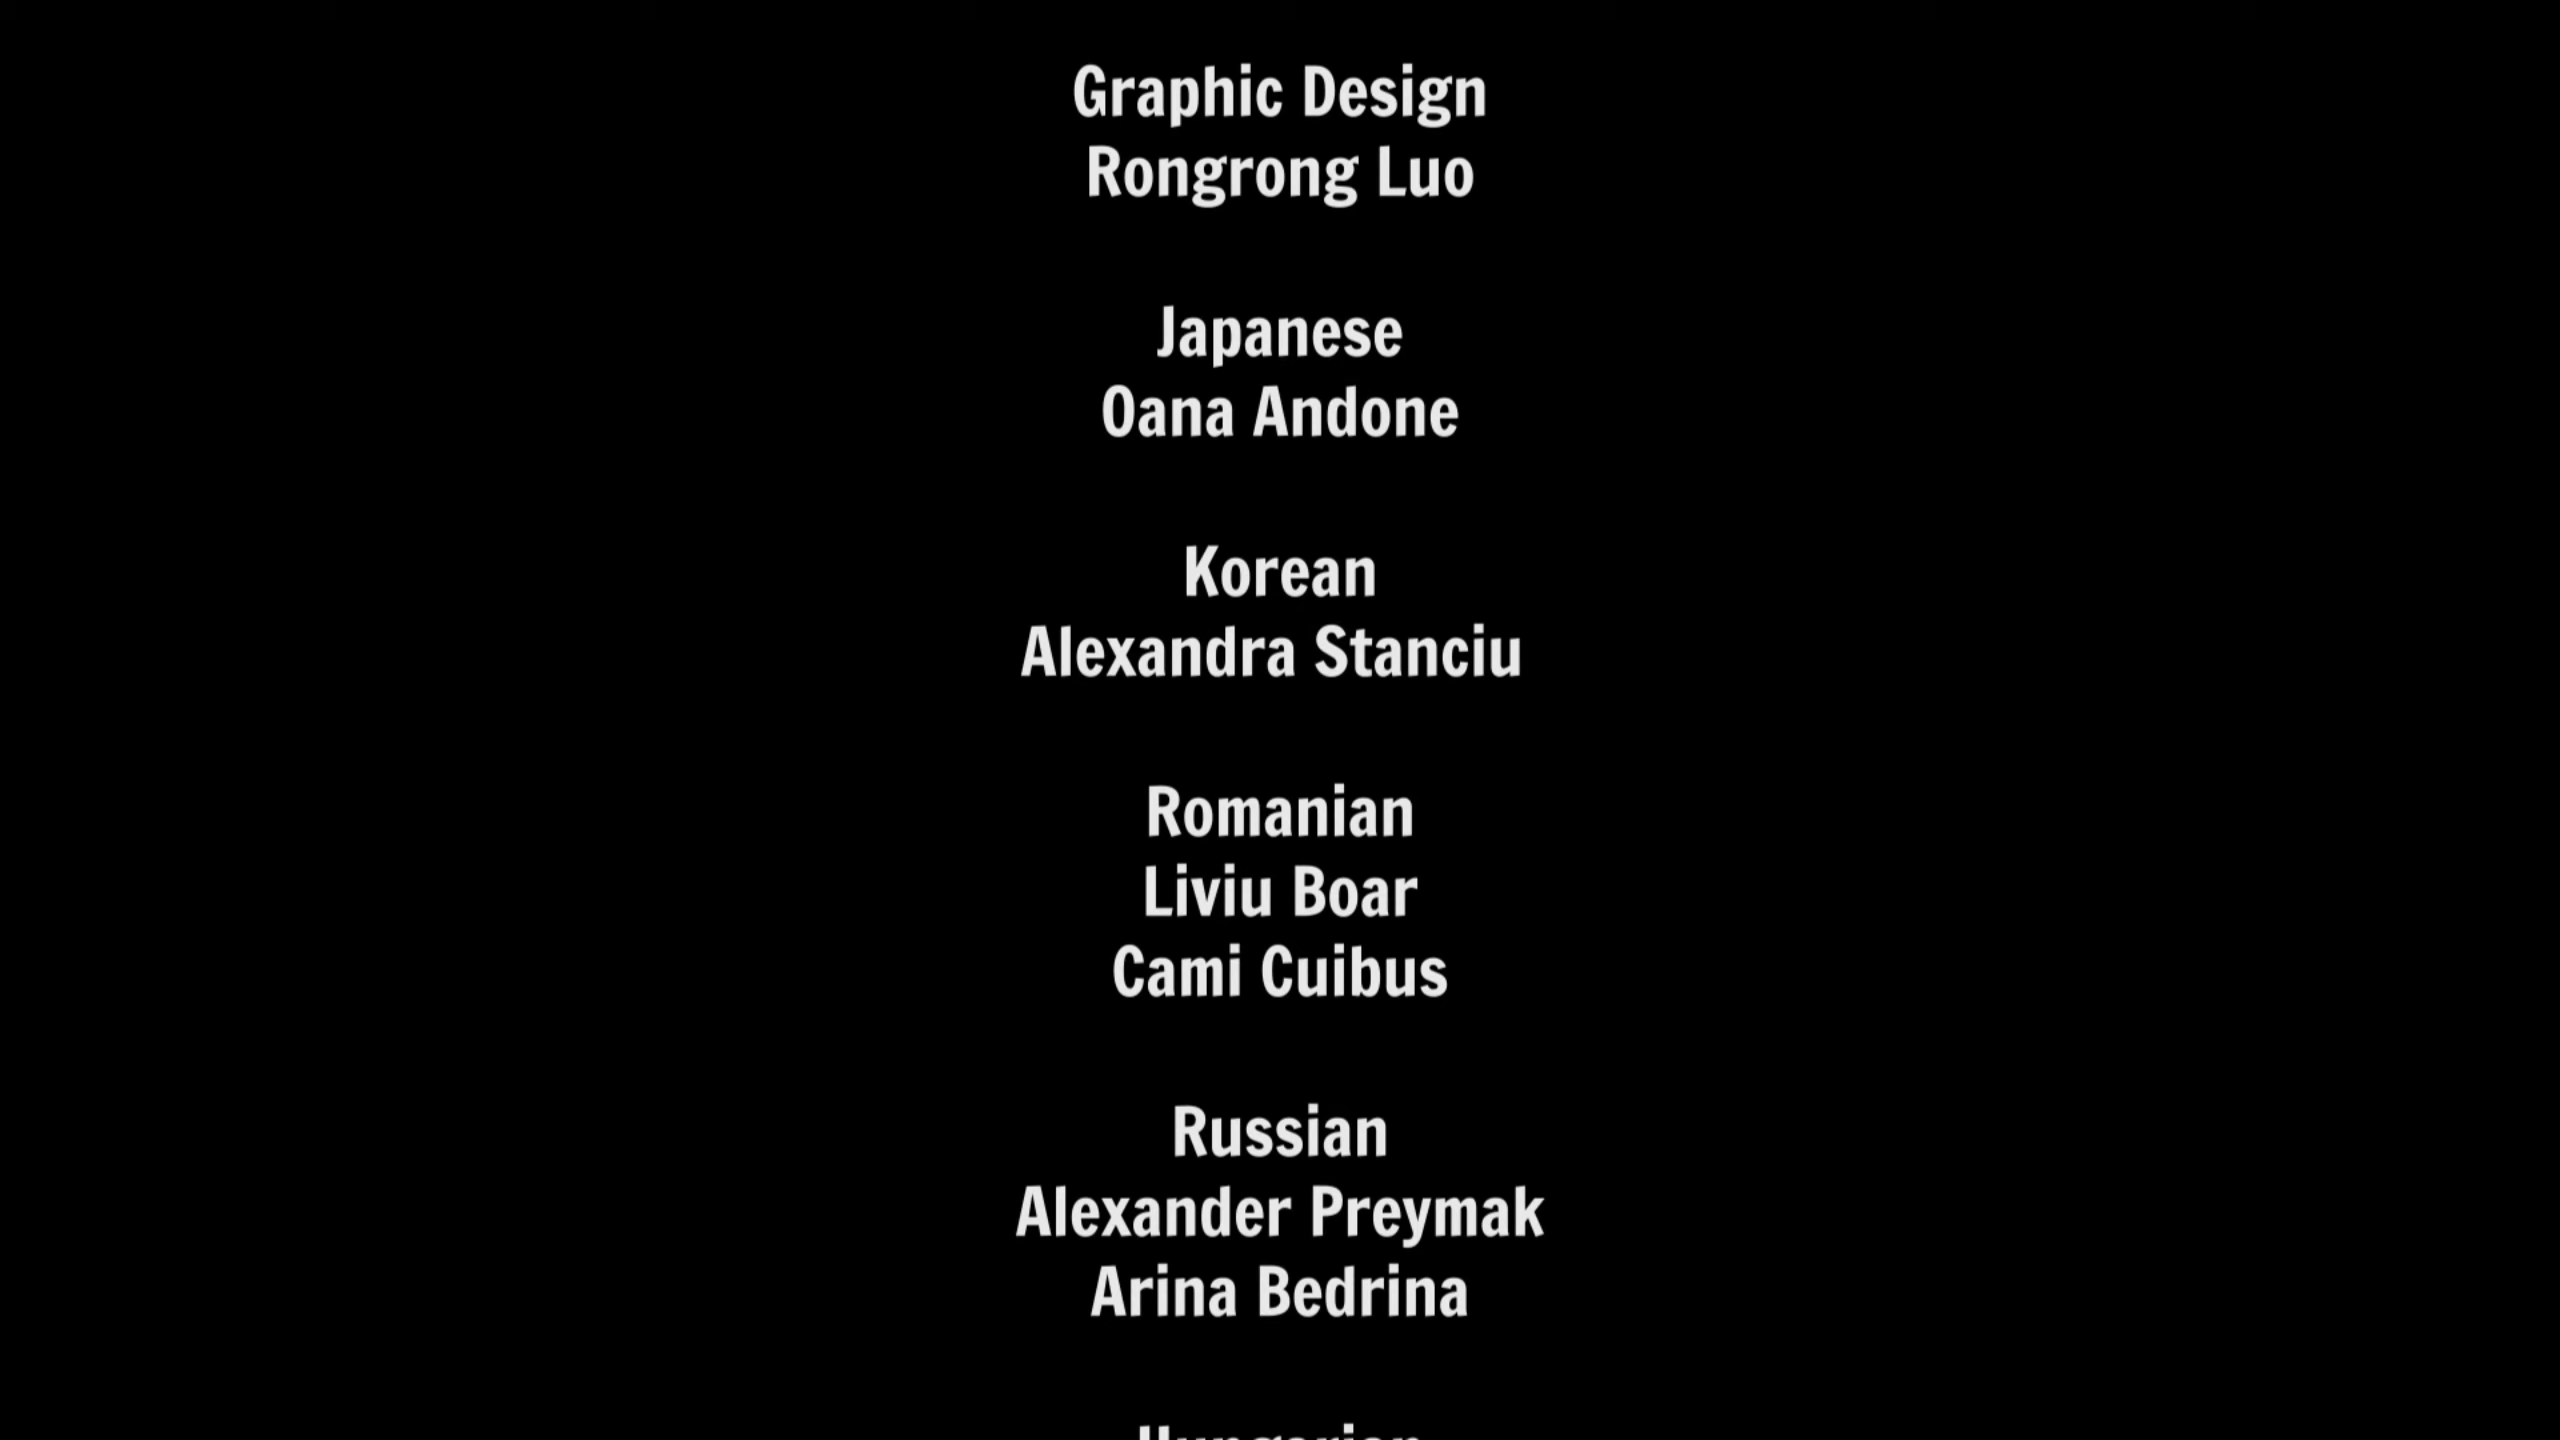 Graphic Design
Rongrong Luo
Japanese
Oana Andone
Korean
Alexandra Stanciu
Romanian
Liviu Boar
Cami Cuibus
Russian
Alexander Preymak
Arina Bedrina
Hungarian